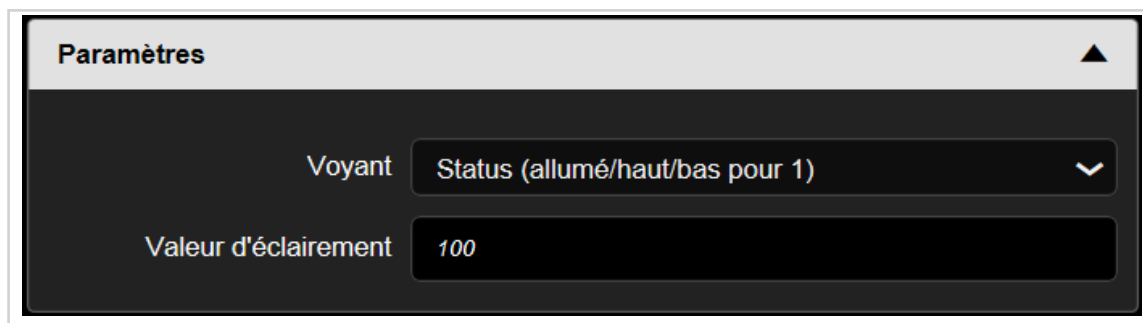 Paramètres
Voyant Status (allumé/haut/bas pour 1)
Valeur d'éclairement 100